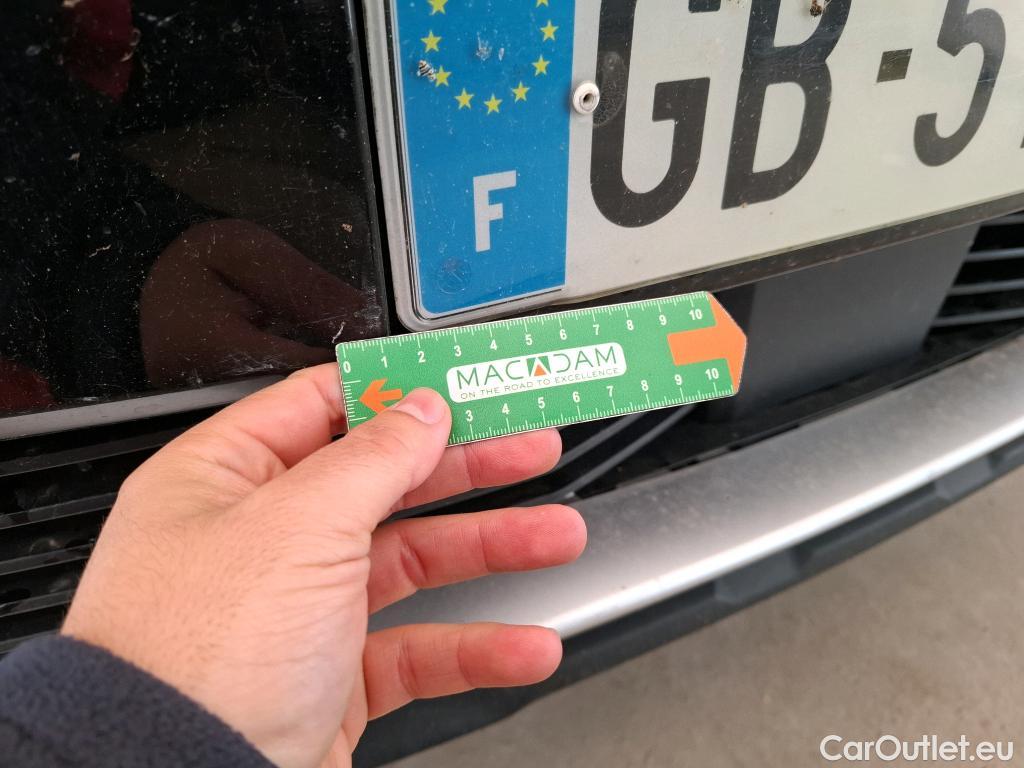 F GB-5
0 1 2 3 4 5 6 7 8 9 10
MACADAM
ON THE ROAD TO EXCELLENCE
3 4 5 6 7 8 9 10
CarOutlet.eu